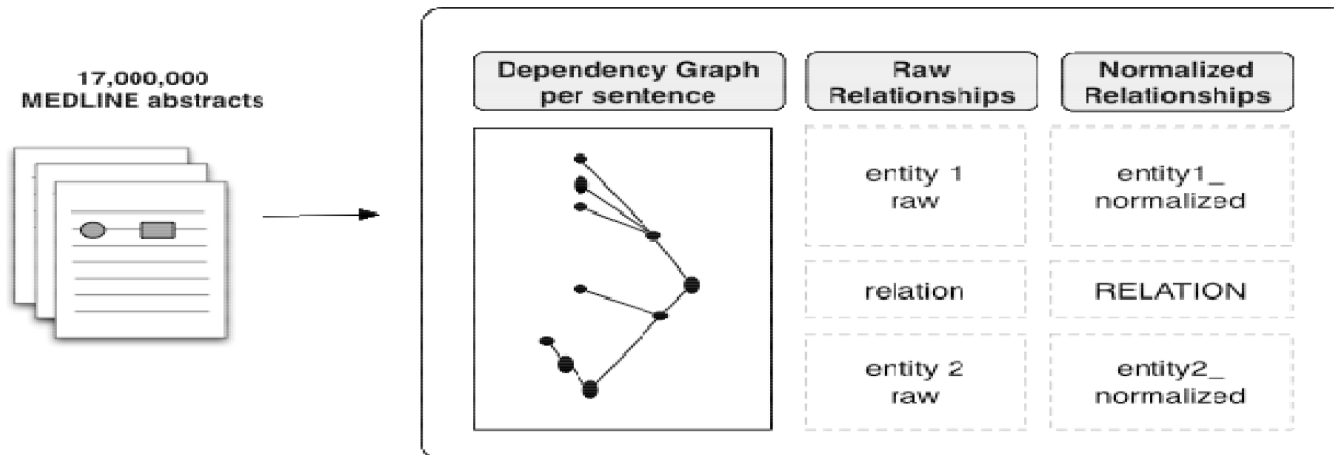 17,000,000
MEDLINE abstracts
Dependency Graph
per sentence
Raw
Relationships
Normalized
Relationships
entity 1
raw
entity1_
normalized
relation
RELATION
entity 2
raw
entity2_
normalized